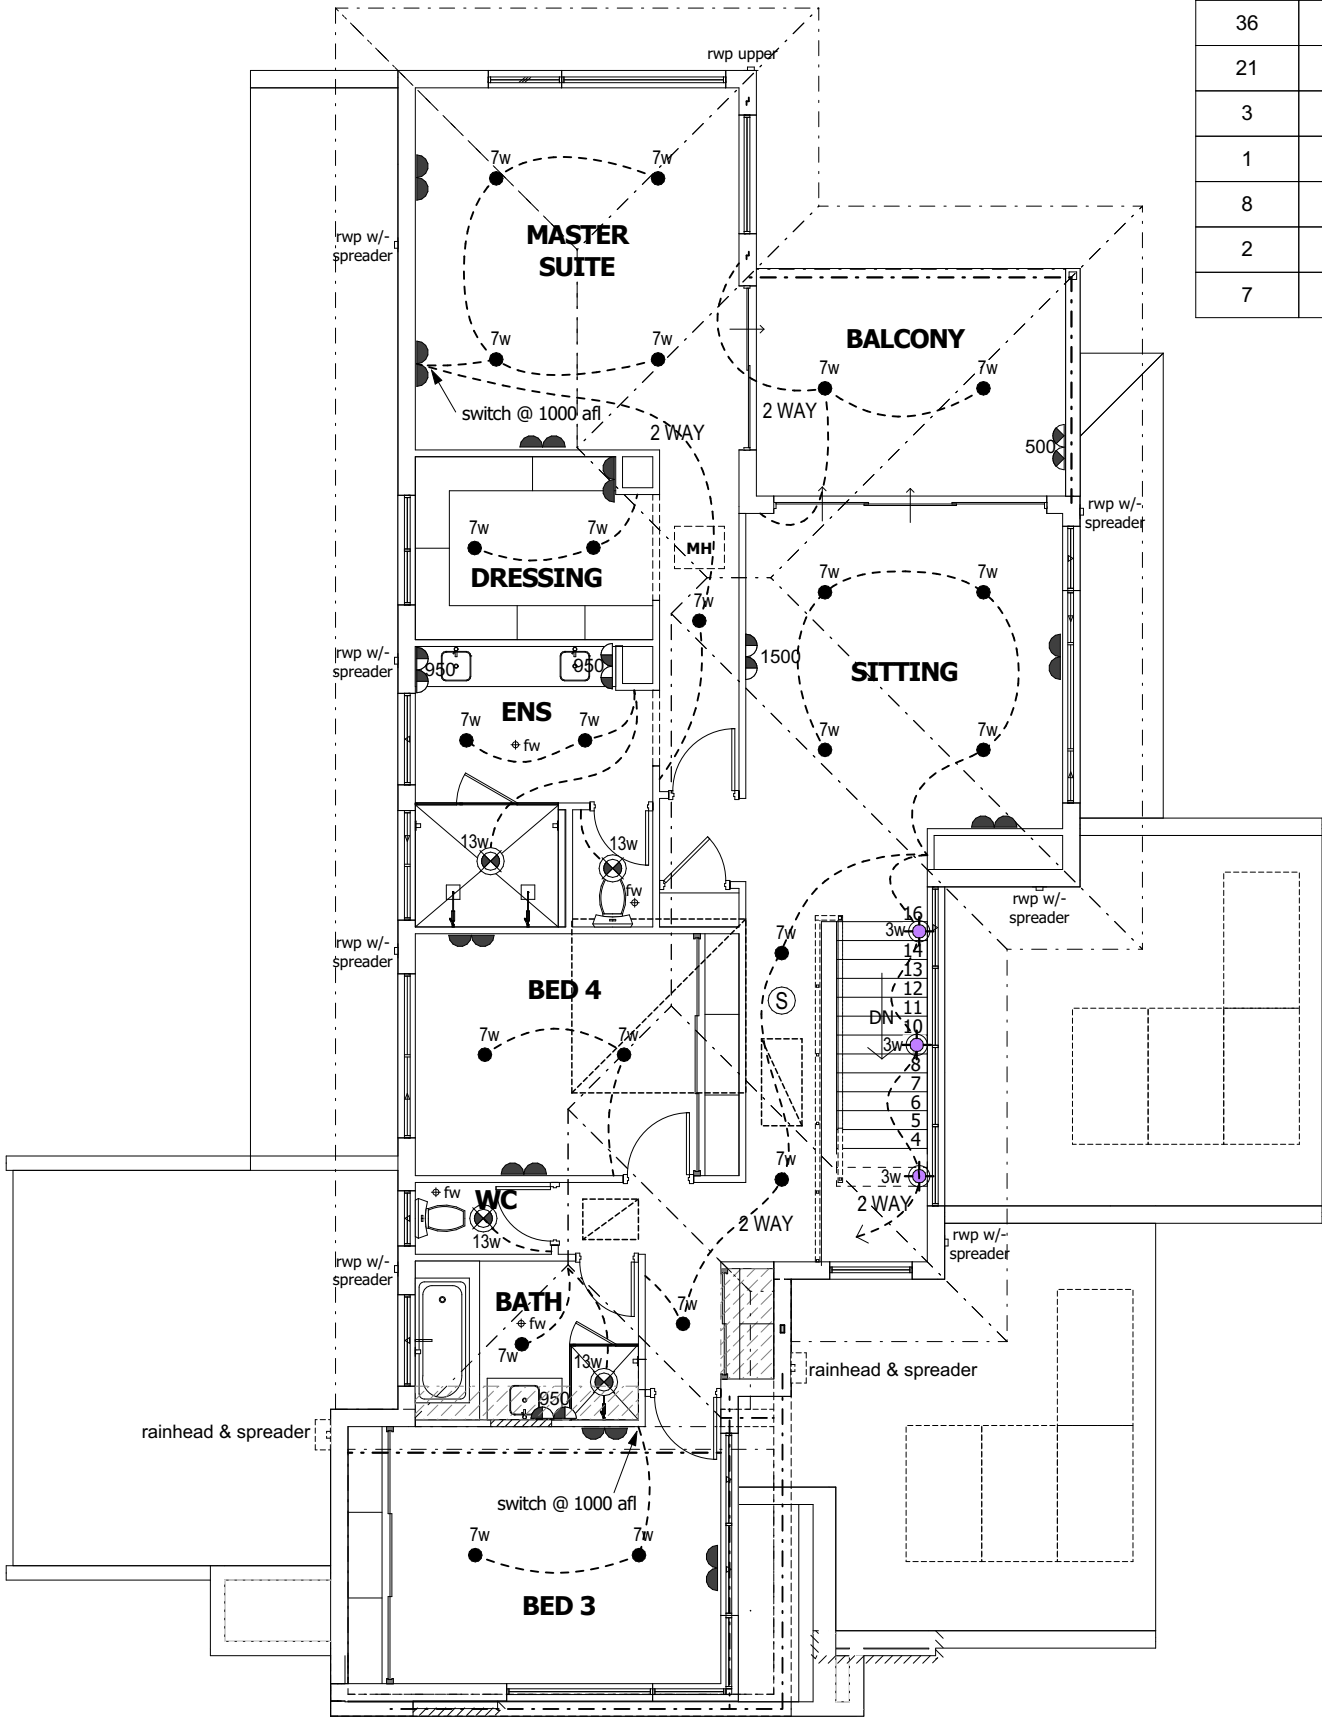 36
21
3
1
8
2
7
rwp upper
7w
7w
MASTER
SUITE
rwp w/-
spreader
7w
7w
switch @ 1000 afl
2 WAY
BALCONY
7w
7w
2 WAY
500
rwp w/-
spreader
7w
7w
DRESSING
MH
7w
7w
7w
1500
SITTING
7w
7w
rwp w/-
spreader
950
950
ENS
7w
7w
fw
13w
13w
fw
rwp w/-
spreader
rwp w/-
spreader
BED 4
7w
7w
7w
S
16
3w
14
13
12
11
DN
10
3w
8
7
6
5
4
3w
2 WAY
7w
2 WAY
rwp w/-
spreader
fw
WC
13w
rwp w/-
spreader
BATH
fw
7w
13w
950
7w
rainhead & spreader
rainhead & spreader
switch @ 1000 afl
7w
7w
BED 3